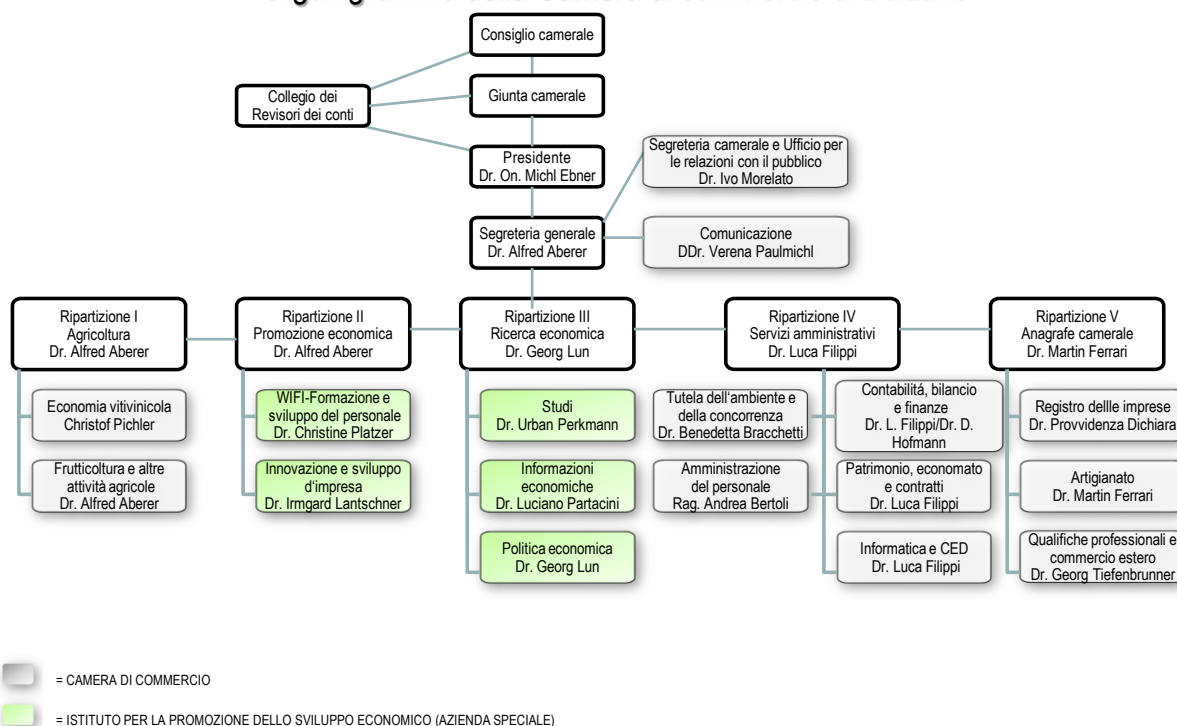 Consiglio camerale
Collegio dei
Revisori dei conti
Giunta camerale
Presidente
Dr. On. Michl Ebner
Segreteria camerale e Ufficio per
le relazioni con il pubblico
Dr. Ivo Morelato
Segreteria generale
Dr. Alfred Aberer
Comunicazione
DDr. Verena Paulmichl
Ripartizione I
Agricoltura
Dr. Alfred Aberer
Ripartizione II
Promozione economica
Dr. Alfred Aberer
Ripartizione III
Ricerca economica
Dr. Georg Lun
Ripartizione IV
Servizi amministrativi
Dr. Luca Filippi
Ripartizione V
Anagrafe camerale
Dr. Martin Ferrari
Economia vitivinicola
Christof Pichler
Frutticoltura e altre
attività agricole
Dr. Alfred Aberer
WIFI-Formazione e
sviluppo del personale
Dr. Christine Platzer
Innovazione e sviluppo
d‘impresa
Dr. Irmgard Lantschner
Studi
Dr. Urban Perkmann
Informazioni
economiche
Dr. Luciano Partacini
Politica economica
Dr. Georg Lun
Tutela dell‘ambiente e
della concorrenza
Dr. Benedetta Bracchetti
Amministrazione
del personale
Rag. Andrea Bertoli
Contabilitá, bilancio
e finanze
Dr. L. Filippi/Dr. D.
Hofmann
Patrimonio, economato
e contratti
Dr. Luca Filippi
Informatica e CED
Dr. Luca Filippi
Registro dellle imprese
Dr. Provvidenza Dichiara
Artigianato
Dr. Martin Ferrari
Qualifiche professionali e
commercio estero
Dr. Georg Tiefenbrunner
= CAMERA DI COMMERCIO
= ISTITUTO PER LA PROMOZIONE DELLO SVILUPPO ECONOMICO (AZIENDA SPECIALE)